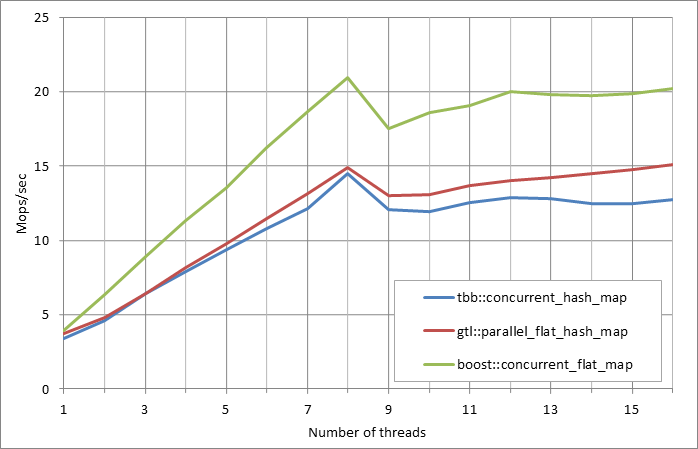 25
20
15
10
5
0
Mops/sec
1 3 5 7 9 11 13 15
Number of threads
tbb::concurrent_hash_map
gtl::parallel_flat_hash_map
boost::concurrent_flat_map